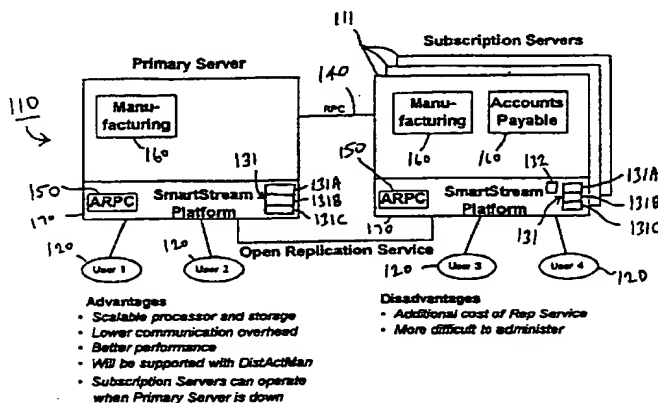 111
Subscription Servers
Primary Server
140
110
RPC
Manu-
facturing
160
Manu-
facturing
160
Accounts
Payable
160
131
150
ARPC
SmartStream
Platform
131A
131B
131C
170
150
ARPC
SmartStream
Platform
132
131A
131B
131C
131
170
Open Replication Service
120
User 1
120
User 2
120
User 3
User 4
120
Advantages
• Scalable processor and storage
• Lower communication overhead
• Better performance
• Will be supported with DistActMan
• Subscription Servers can operate
when Primary Server is down
Disadvantages
• Additional cost of Rep Service
• More difficult to administer